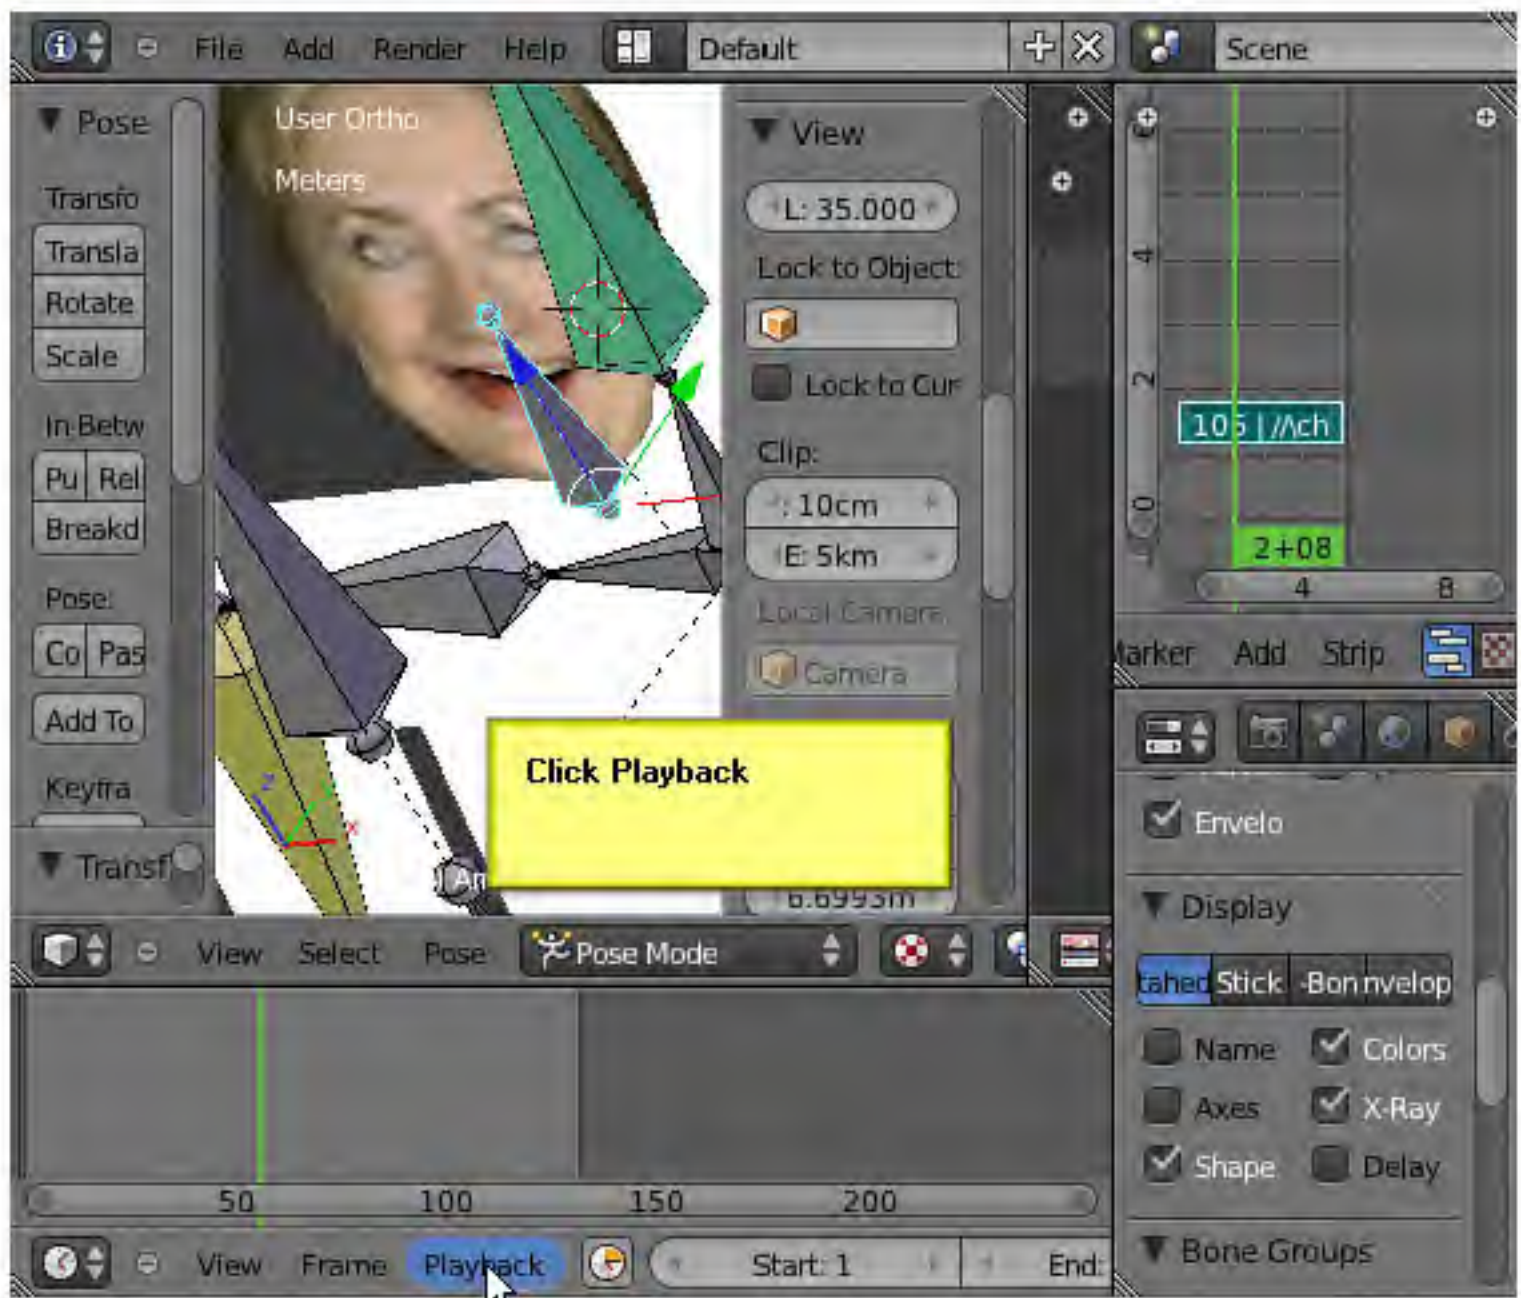 File Add Render Help Default Scene
Pose
Transfo
Transla
Rotate
Scale
In-Betw
Pu Rel
Breakd
Pose:
Co Pas
Add To
Keyfra
Transf
User Ortho
Meters
View
L: 35.000
Lock to Object:
Lock to Cur
Clip:
: 10cm
E: 5km
Local Camera
Camera
6.6993m
Click Playback
View Select Pose Pose Mode
4
2
0
105 |
2+08
4 8
Marker Add Strip
Envelo
Display
tahed Stick -Bon nvelop
Name Colors
Axes X-Ray
Shape Delay
Bone Groups
50 100 150 200
View Frame Playback Start: 1 End: